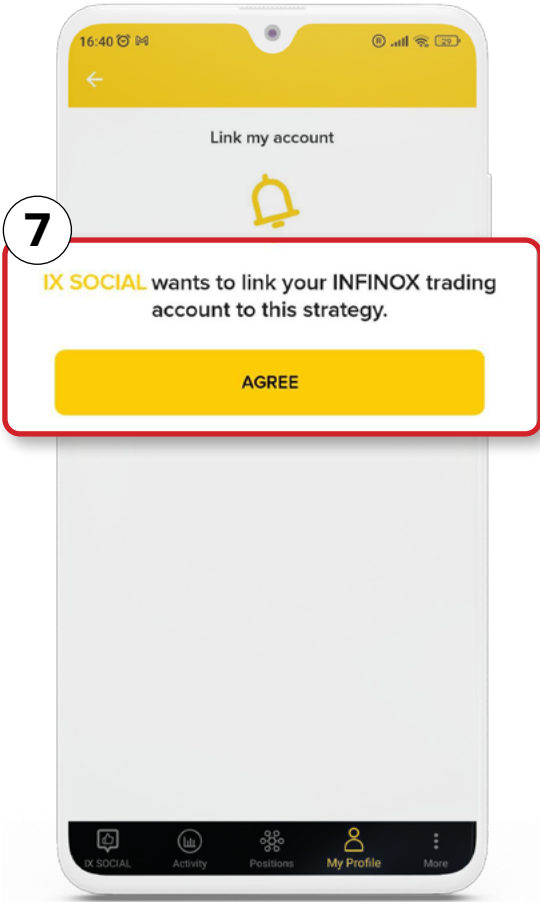 16:40
29
Link my account
7
IX SOCIAL wants to link your INFINOX trading
account to this strategy.
AGREE
IX SOCIAL Activity Positions My Profile More